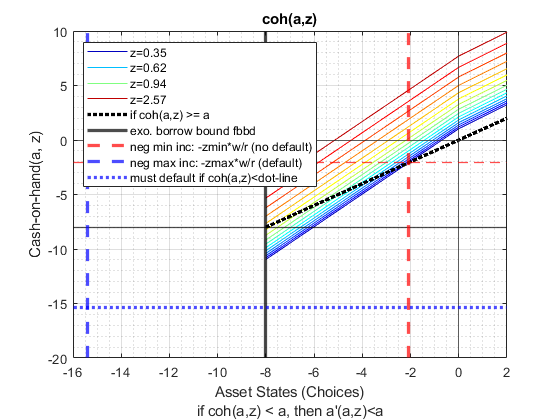 coh(a,z)
10
5
0
-5
-10
-15
-20
Cash-on-hand(a, z)
z=0.35
z=0.62
z=0.94
z=2.57
if coh(a,z) >= a
exo. borrow bound fbbd
neg min inc: -zmin*w/r (no default)
neg max inc: -zmax*w/r (default)
must default if coh(a,z)<dot-line
-16 -14 -12 -10 -8 -6 -4 -2 0 2
Asset States (Choices)
if coh(a,z) < a, then a'(a,z)<a